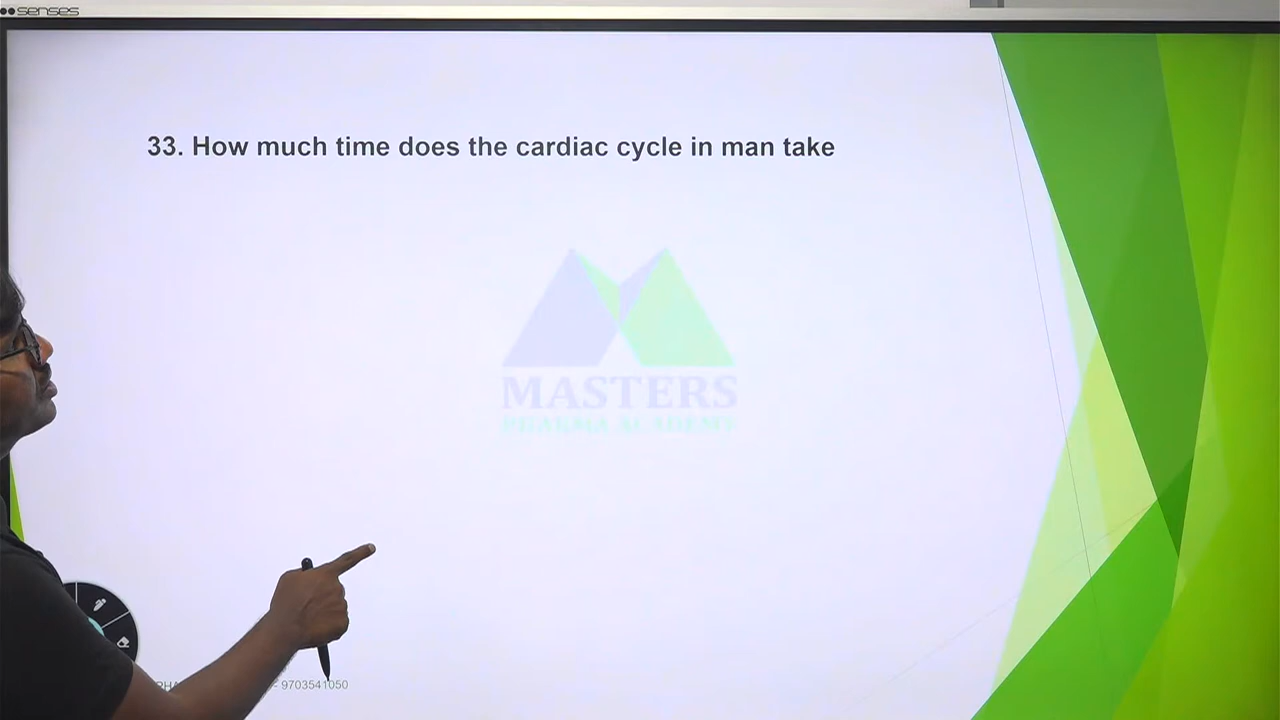 senses
33. How much time does the cardiac cycle in man take
MASTERS
PHARMA ACADEMY
9703541050